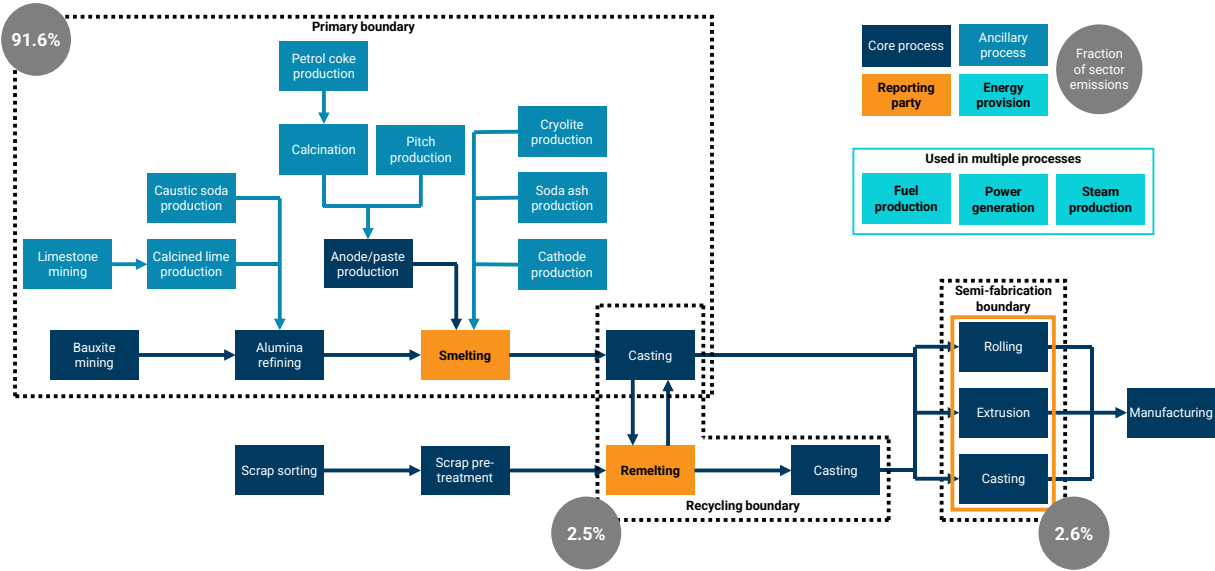 91.6%
Primary boundary
Petrol coke
production
Calcination
Pitch
production
Cryolite
production
Caustic soda
production
Soda ash
production
Limestone
mining
Calcined lime
production
Anode/paste
production
Cathode
production
Bauxite
mining
Alumina
refining
Smelting
Casting
Scrap sorting
Scrap pre-
treatment
Remelting
Casting
Recycling boundary
2.5%
Core process
Ancillary
process
Reporting
party
Energy
provision
Fraction
of sector
emissions
Used in multiple processes
Fuel
production
Power
generation
Steam
production
Semi-fabrication
boundary
Rolling
Extrusion
Casting
Manufacturing
2.6%